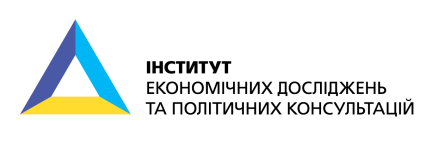 ІНСТИТУТ
ЕКОНОМІЧНИХ ДОСЛІДЖЕНЬ
ТА ПОЛІТИЧНИХ КОНСУЛЬТАЦІЙ